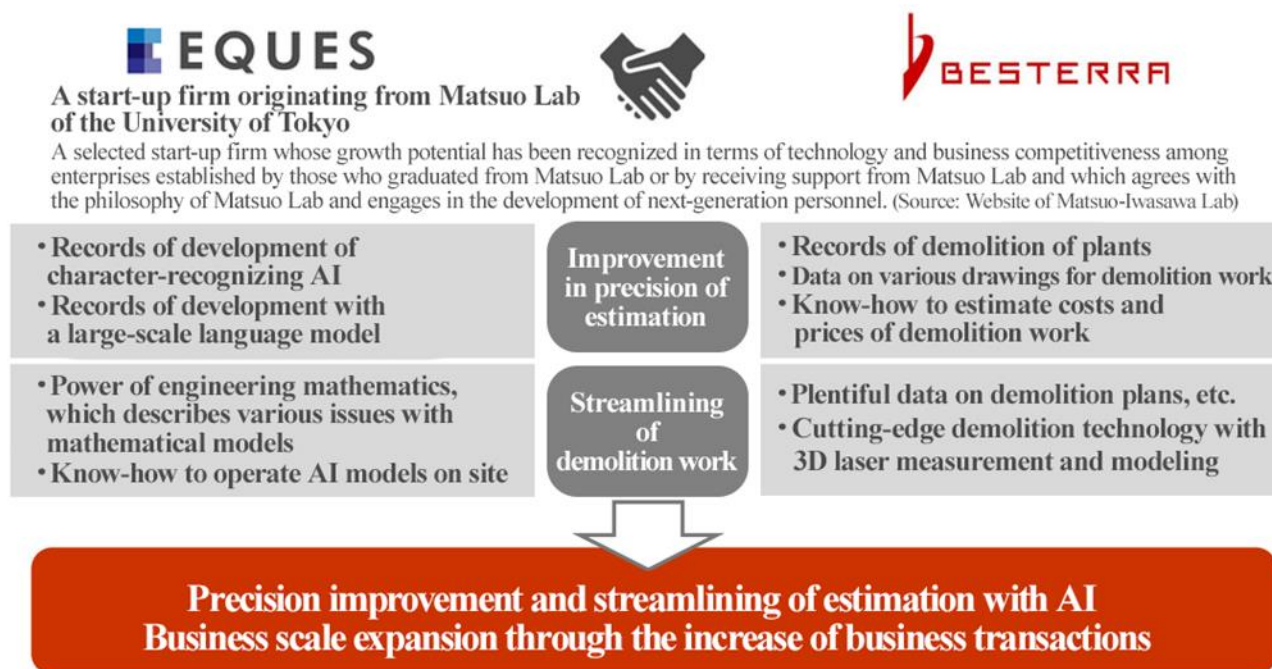 EQUES
BESTERRA
A start-up firm originating from Matsuo Lab
of the University of Tokyo
A selected start-up firm whose growth potential has been recognized in terms of technology and business competitiveness among
enterprises established by those who graduated from Matsuo Lab or by receiving support from Matsuo Lab and which agrees with
the philosophy of Matsuo Lab and engages in the development of next-generation personnel. (Source: Website of Matsuo-Iwasawa Lab)
・Records of development of
character-recognizing AI
・Records of development with
a large-scale language model
Improvement
in precision of
estimation
・Records of demolition of plants
・Data on various drawings for demolition work
・Know-how to estimate costs and
prices of demolition work
・Power of engineering mathematics,
which describes various issues with
mathematical models
・Know-how to operate AI models on site
Streamlining
of
demolition work
・Plentiful data on demolition plans, etc.
・Cutting-edge demolition technology with
3D laser measurement and modeling
Precision improvement and streamlining of estimation with AI
Business scale expansion through the increase of business transactions